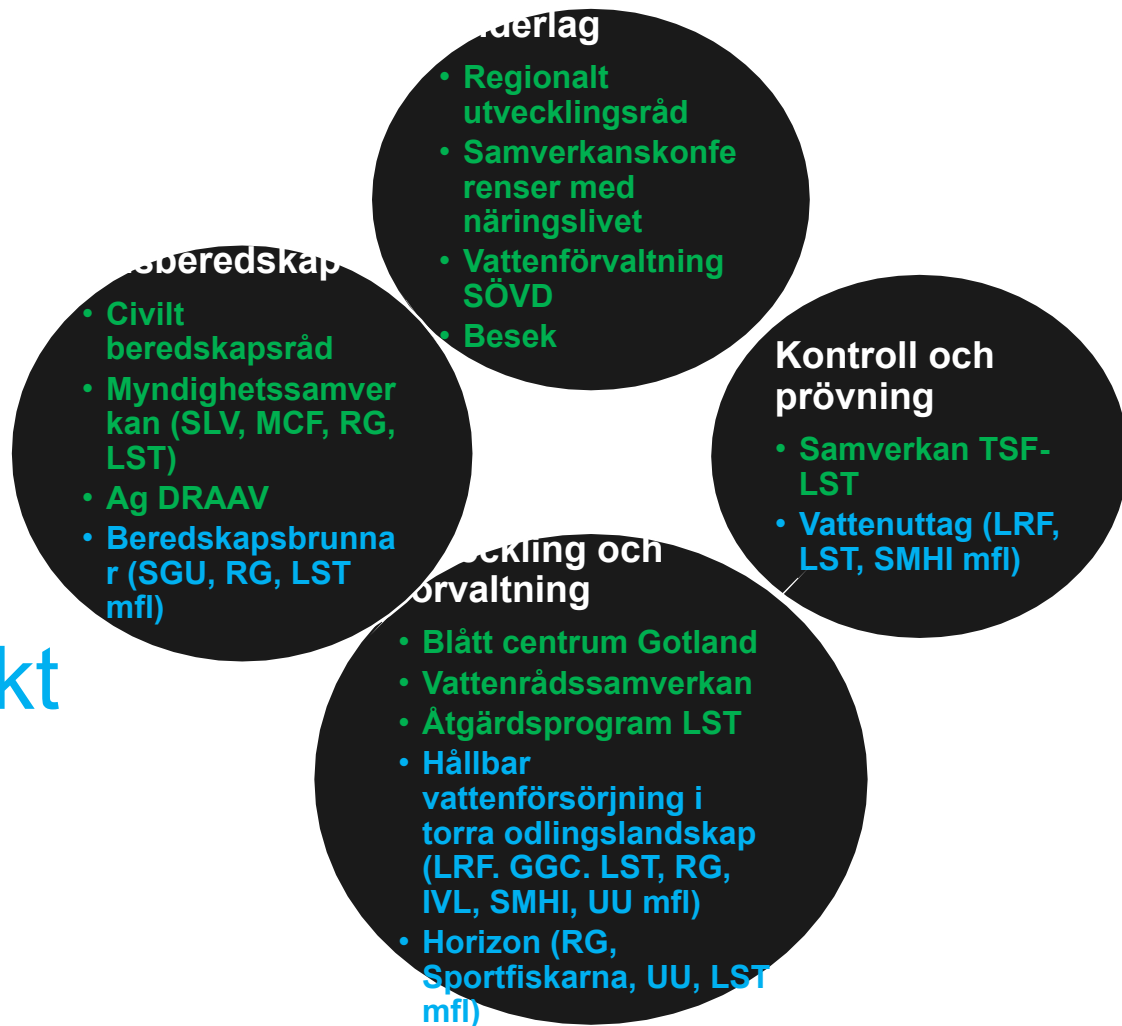 derlag
• Regionalt
utvecklingsråd
• Samverkanskonfe
renser med
näringslivet
• Vattenförvaltning
SÖVD
• Besek
sberedskap
• Civilt
beredskapsråd
• Myndighetssamver
kan (SLV, MCF, RG,
LST)
• Ag DRAAV
• Beredskapsbrunna
r (SGU, RG, LST
mfl)
Kontroll och
prövning
• Samverkan TSF-
LST
• Vattenuttag (LRF,
LST, SMHI mfl)
kt
ckling och
örvaltning
• Blått centrum Gotland
• Vattenrådssamverkan
• Åtgärdsprogram LST
• Hållbar
vattenförsörjning i
torra odlingslandskap
(LRF. GGC. LST, RG,
IVL, SMHI, UU mfl)
• Horizon (RG,
Sportfiskarna, UU, LST
mfl)